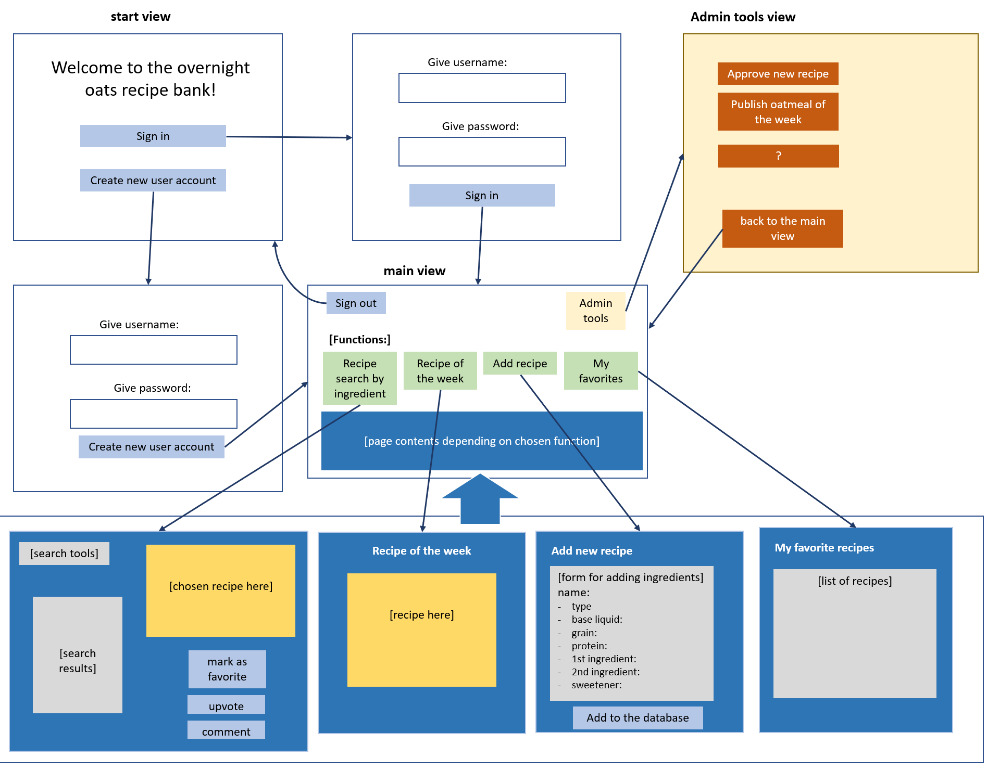 start view
Admin tools view
Welcome to the overnight
oats recipe bank!
Sign in
Create new user account
Give username:
Give password:
Sign in
Approve new recipe
Publish oatmeal of
the week
?
back to the main
view
Give username:
Give password:
Create new user account
main view
Sign out
Admin
tools
[Functions:]
Recipe
search by
ingredient
Recipe of
the week
Add recipe
My
favorites
[page contents depending on chosen function]
[search tools]
[chosen recipe here]
[search
results]
mark as
favorite
upvote
comment
Recipe of the week
[recipe here]
Add new recipe
[form for adding ingredients]
name:
- type
- base liquid:
- grain:
- protein:
- 1st ingredient:
- 2nd ingredient:
- sweetener:
Add to the database
My favorite recipes
[list of recipes]